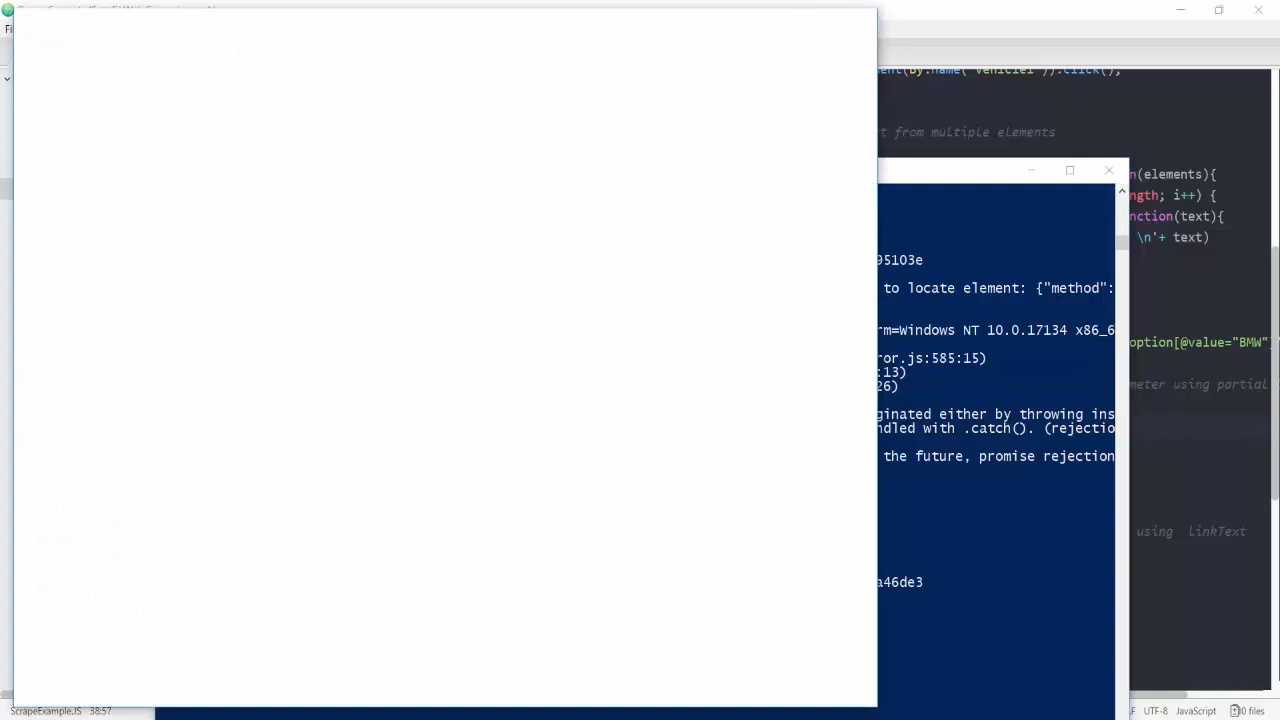 ment(By.name( vehicle1 )).click();
t from multiple elements
n(elements){
ngth; i++) {
nction(text){
\n'+ text)
95103e
to locate element: {"method":
rm=Windows NT 10.0.17134 x86_6
option[@value="BMW"]
ror.js:585:15)
:13)
26)
meter using partial
ginated either by throwing ins
ndled with .catch(). (rejectio
the future, promise rejection
using linkText
a46de3
ScrapeExample.JS 38:57
UTF-8 JavaScript 0 files